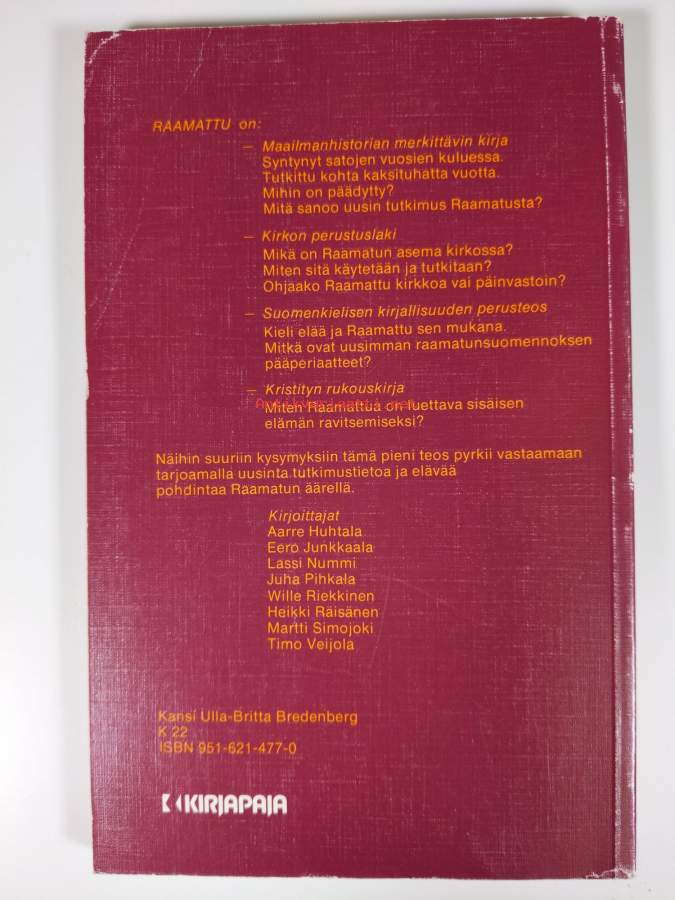 RAAMATTU on:
– Maailmanhistorian merkittävin kirja
Syntynyt satojen vuosien kuluessa.
Tutkittu kohta kaksituhatta vuotta.
Mihin on päädytty?
Mitä sanoo uusin tutkimus Raamatusta?
– Kirkon perustuslaki
Mikä on Raamatun asema kirkossa?
Miten sitä käytetään ja tutkitaan?
Ohjaako Raamattu kirkkoa vai päinvastoin?
– Suomenkielisen kirjallisuuden perusteos
Kieli elää ja Raamattu sen mukana.
Mitkä ovat uusimman raamatunsuomennoksen
pääperiaatteet?
– Kristityn rukouskirja
Antikvariaatti.net
Miten Raamattua on luettava sisäisen
elämän ravitsemiseksi?
Näihin suuriin kysymyksiin tämä pieni teos pyrkii vastaamaan
tarjoamalla uusinta tutkimustietoa ja elävää
pohdintaa Raamatun äärellä.
Kirjoittajat
Aarre Huhtala
Eero Junkkaala
Lassi Nummi
Juha Pihkala
Wille Riekkinen
Heikki Räisänen
Martti Simojoki
Timo Veijola
Kansi Ulla-Britta Bredenberg
K 22
ISBN 951-621-477-0
KIRJAPAJA